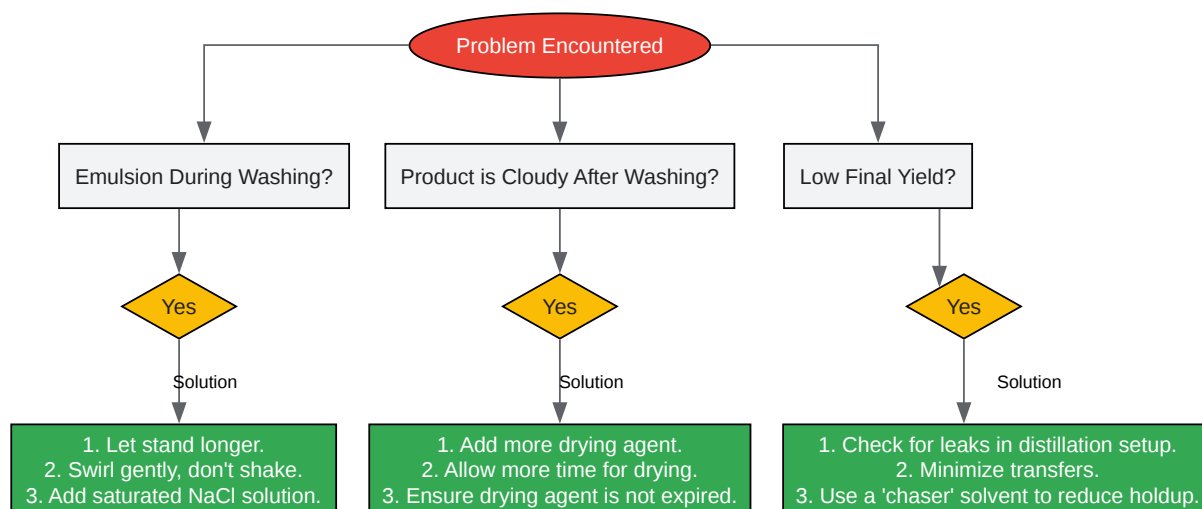 Problem Encountered
Emulsion During Washing?
Product is Cloudy After Washing?
Low Final Yield?
Yes
Yes
Yes
Solution
Solution
Solution
1. Let stand longer.
2. Swirl gently, don't shake.
3. Add saturated NaCl solution.
1. Add more drying agent.
2. Allow more time for drying.
3. Ensure drying agent is not expired.
1. Check for leaks in distillation setup.
2. Minimize transfers.
3. Use a 'chaser' solvent to reduce holdup.